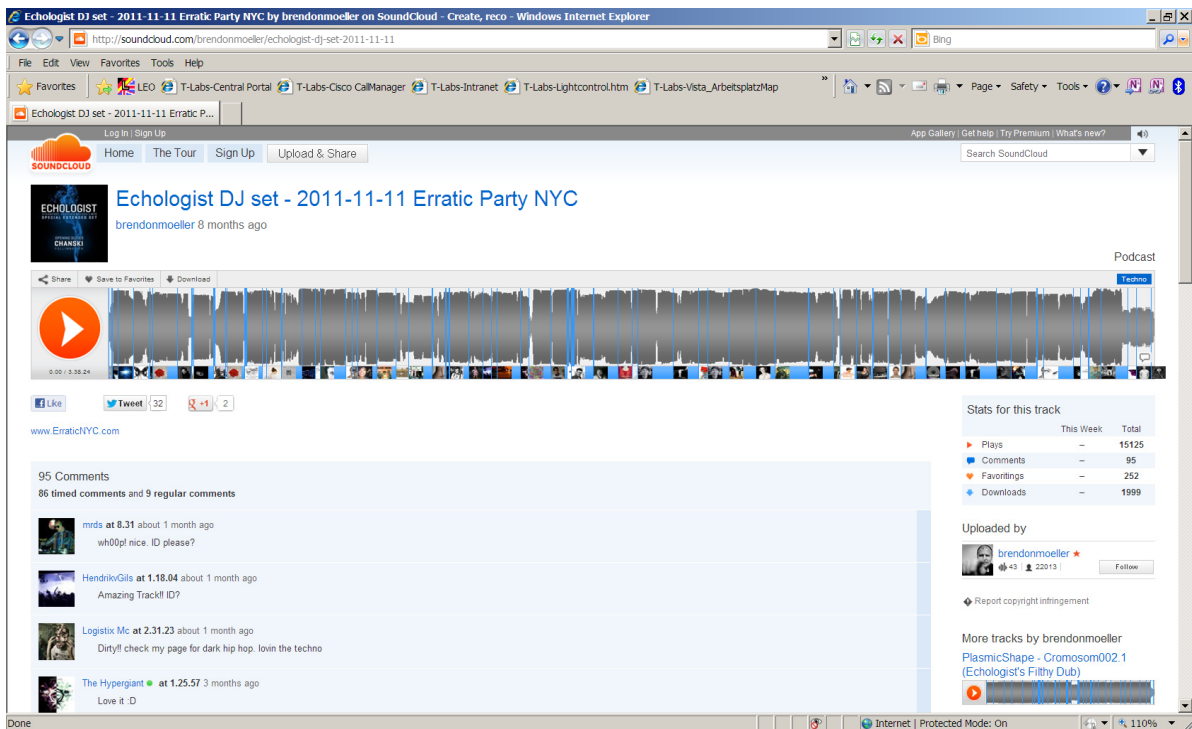 Echologist DJ set - 2011-11-11 Erratic Party NYC by brendonmoeller on SoundCloud - Create, reco - Windows Internet Explorer
http://soundcloud.com/brendonmoeller/echologist-dj-set-2011-11-11
Bing
File Edit View Favorites Tools Help
Favorites LEO T-Labs-Central Portal T-Labs-Cisco CallManager T-Labs-Intranet T-Labs-Lightcontrol.htm T-Labs-Vista_ArbeitsplatzMap » Page Safety Tools
Echologist DJ set - 2011-11-11 Erratic P...
Log In | Sign Up App Gallery | Get help | Try Premium | What's new?
SOUNDCLOUD Home The Tour Sign Up Upload & Share Search SoundCloud
ECHOLOGIST
SPECIAL EXTENDED SET
CHANSKI
Echologist DJ set - 2011-11-11 Erratic Party NYC
brendonmoeller 8 months ago
Podcast
Share Save to Favorites Download Techno
0.00 / 3.38.24
Like Tweet 32 +1 2
www.ErraticNYC.com
95 Comments
86 timed comments and 9 regular comments
mrds at 8.31 about 1 month ago
wh00p! nice. ID please?
HendrikvGils at 1.18.04 about 1 month ago
Amazing Track!! ID?
Logistix Mc at 2.31.23 about 1 month ago
Dirty!! check my page for dark hip hop. lovin the techno
The Hypergiant at 1.25.57 3 months ago
Love it :D
Stats for this track
This Week Total
Plays – 15125
Comments – 95
Favoritings – 252
Downloads – 1999
Uploaded by
brendonmoeller
43 | 22013 | Follow
Report copyright infringement
More tracks by brendonmoeller
PlasmicShape - Cromosom002.1
(Echologist's Filthy Dub)
Done Internet | Protected Mode: On 110%